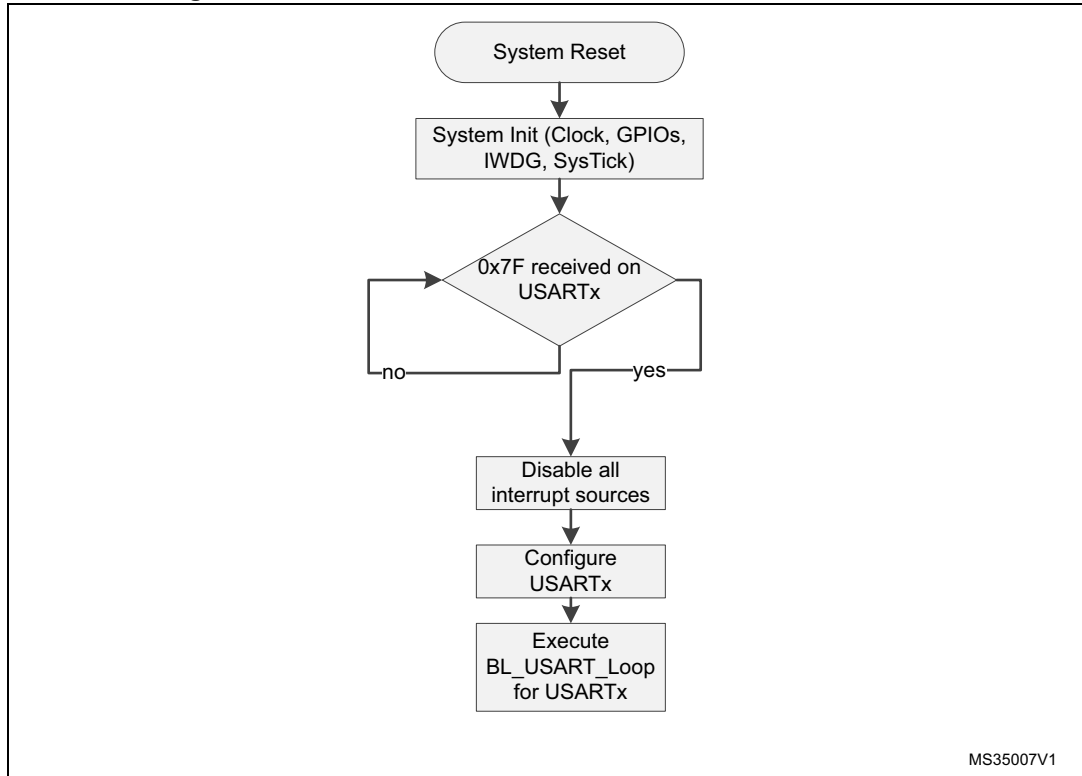 System Reset
System Init (Clock, GPIOs,
IWDG, SysTick)
0x7F received on
USARTx
no
yes
Disable all
interrupt sources
Configure
USARTx
Execute
BL_USART_Loop
for USARTx
MS35007V1